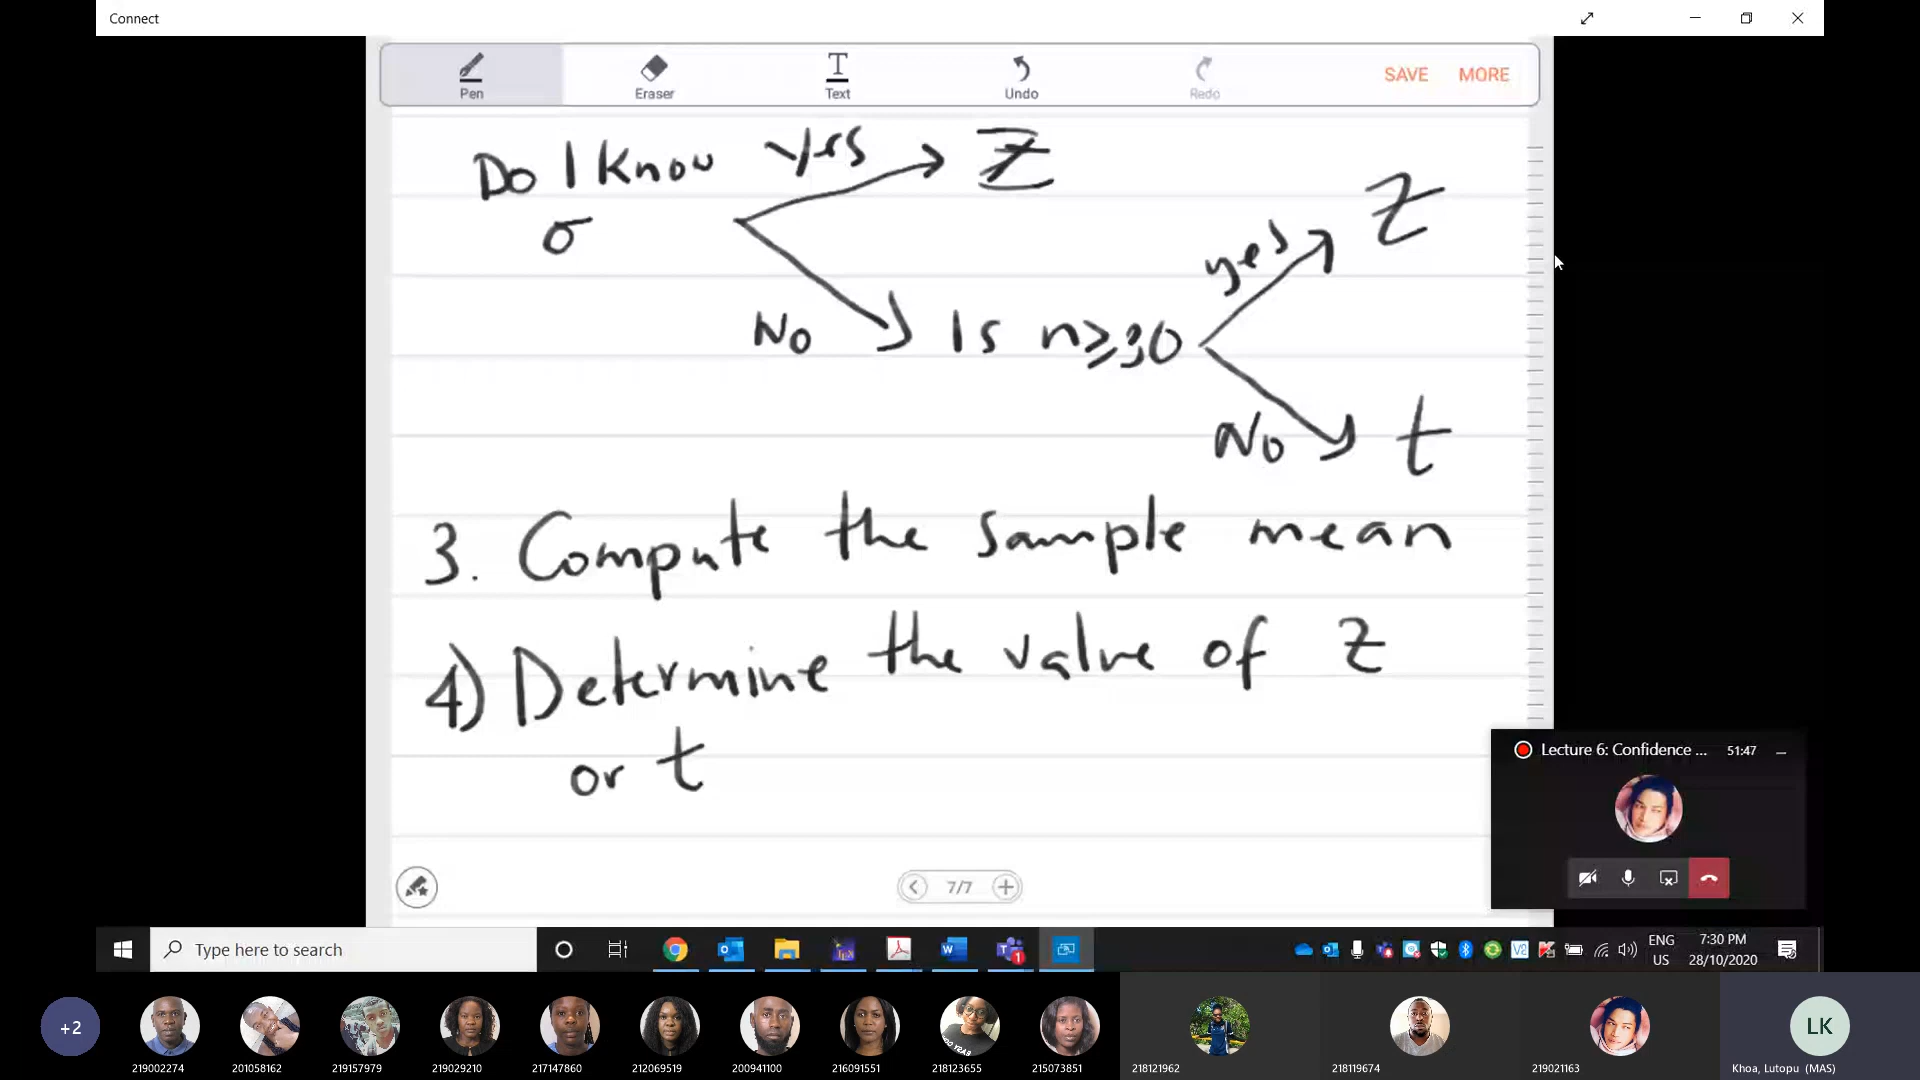 Connect
Pen
Eraser
Text
Undo
Redo
SAVE
MORE
Do I Know yes → Z
σ
No → Is n≥30 yes → Z
No → t
3. Compute the sample mean
4) Determine the value of Z
or t
7/7
Lecture 6: Confidence ... 51:47
Type here to search
ENG
US
7:30 PM
28/10/2020
+2
219002274
201058162
219157979
219029210
217147860
212069519
200941100
216091551
218123655
215073851
218121962
218119674
219021163
LK
Khoa, Lutopu (MAS)